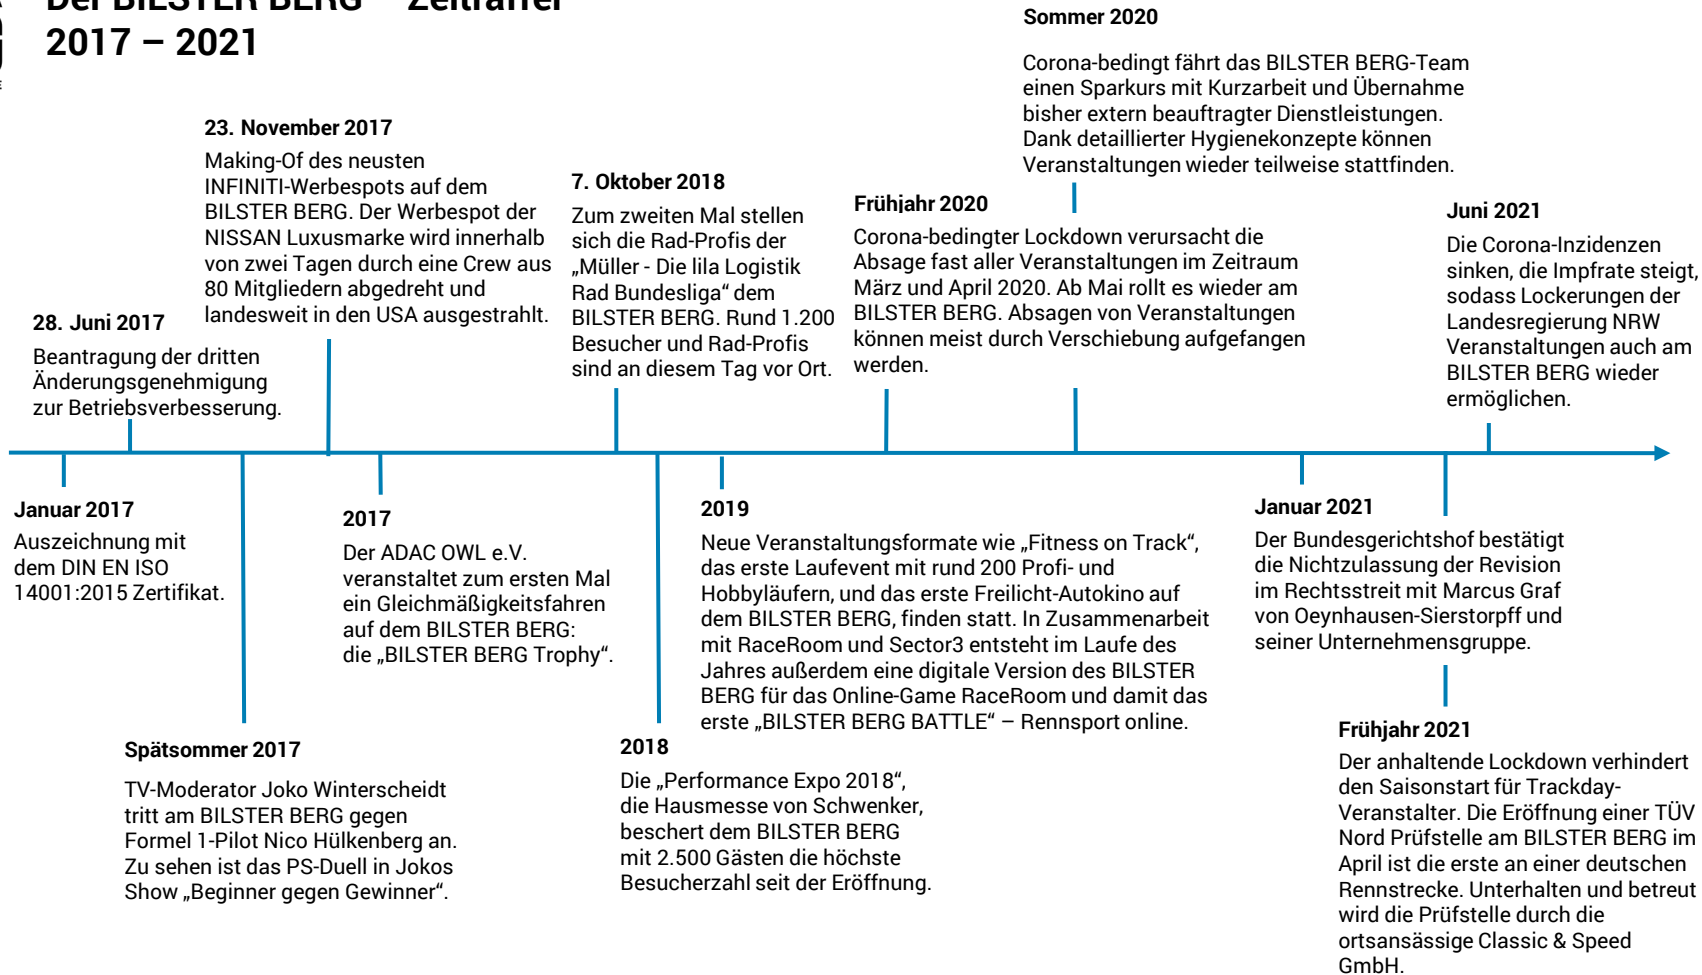 Der BILSTER BERG – Zeitraffer
2017 – 2021
Sommer 2020
Corona-bedingt fährt das BILSTER BERG-Team
einen Sparkurs mit Kurzarbeit und Übernahme
bisher extern beauftragter Dienstleistungen.
Dank detaillierter Hygienekonzepte können
Veranstaltungen wieder teilweise stattfinden.
23. November 2017
Making-Of des neusten
INFINITI-Werbespots auf dem
BILSTER BERG. Der Werbespot der
NISSAN Luxusmarke wird innerhalb
von zwei Tagen durch eine Crew aus
80 Mitgliedern abgedreht und
landesweit in den USA ausgestrahlt.
7. Oktober 2018
Zum zweiten Mal stellen
sich die Rad-Profis der
„Müller - Die lila Logistik
Rad Bundesliga“ dem
BILSTER BERG. Rund 1.200
Besucher und Rad-Profis
sind an diesem Tag vor Ort.
Frühjahr 2020
Corona-bedingter Lockdown verursacht die
Absage fast aller Veranstaltungen im Zeitraum
März und April 2020. Ab Mai rollt es wieder am
BILSTER BERG. Absagen von Veranstaltungen
können meist durch Verschiebung aufgefangen
werden.
Juni 2021
Die Corona-Inzidenzen
sinken, die Impfrate steigt,
sodass Lockerungen der
Landesregierung NRW
Veranstaltungen auch am
BILSTER BERG wieder
ermöglichen.
28. Juni 2017
Beantragung der dritten
Änderungsgenehmigung
zur Betriebsverbesserung.
Januar 2017
Auszeichnung mit
dem DIN EN ISO
14001:2015 Zertifikat.
2017
Der ADAC OWL e.V.
veranstaltet zum ersten Mal
ein Gleichmäßigkeitsfahren
auf dem BILSTER BERG:
die „BILSTER BERG Trophy“.
2019
Neue Veranstaltungsformate wie „Fitness on Track“,
das erste Laufevent mit rund 200 Profi- und
Hobbyläufern, und das erste Freilicht-Autokino auf
dem BILSTER BERG, finden statt. In Zusammenarbeit
mit RaceRoom und Sector3 entsteht im Laufe des
Jahres außerdem eine digitale Version des BILSTER
BERG für das Online-Game RaceRoom und damit das
erste „BILSTER BERG BATTLE“ – Rennsport online.
Januar 2021
Der Bundesgerichtshof bestätigt
die Nichtzulassung der Revision
im Rechtsstreit mit Marcus Graf
von Oeynhausen-Sierstorpff und
seiner Unternehmensgruppe.
Spätsommer 2017
TV-Moderator Joko Winterscheidt
tritt am BILSTER BERG gegen
Formel 1-Pilot Nico Hülkenberg an.
Zu sehen ist das PS-Duell in Jokos
Show „Beginner gegen Gewinner“.
2018
Die „Performance Expo 2018“,
die Hausmesse von Schwenker,
beschert dem BILSTER BERG
mit 2.500 Gästen die höchste
Besucherzahl seit der Eröffnung.
Frühjahr 2021
Der anhaltende Lockdown verhindert
den Saisonstart für Trackday-
Veranstalter. Die Eröffnung einer TÜV
Nord Prüfstelle am BILSTER BERG im
April ist die erste an einer deutschen
Rennstrecke. Unterhalten und betreut
wird die Prüfstelle durch die
ortsansässige Classic & Speed
GmbH.